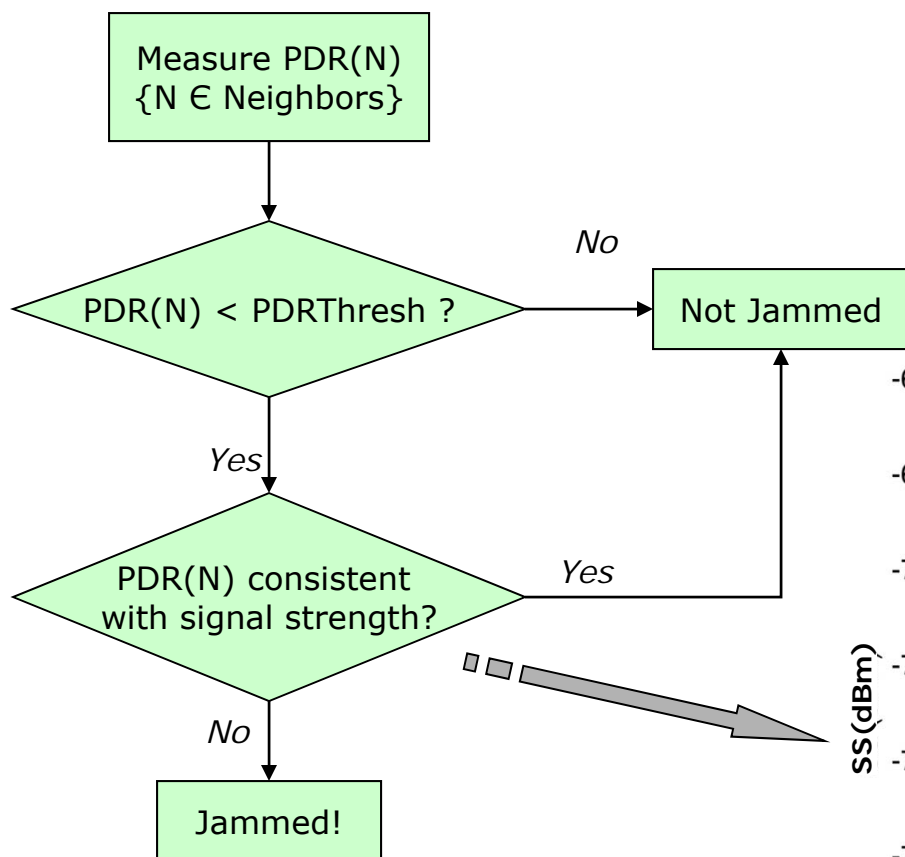 Measure PDR(N)
{N Є Neighbors}
No
PDR(N) < PDRThresh ?
Not Jammed
Yes
PDR(N) consistent
with signal strength?
Yes
SS(dBm)
No
Jammed!